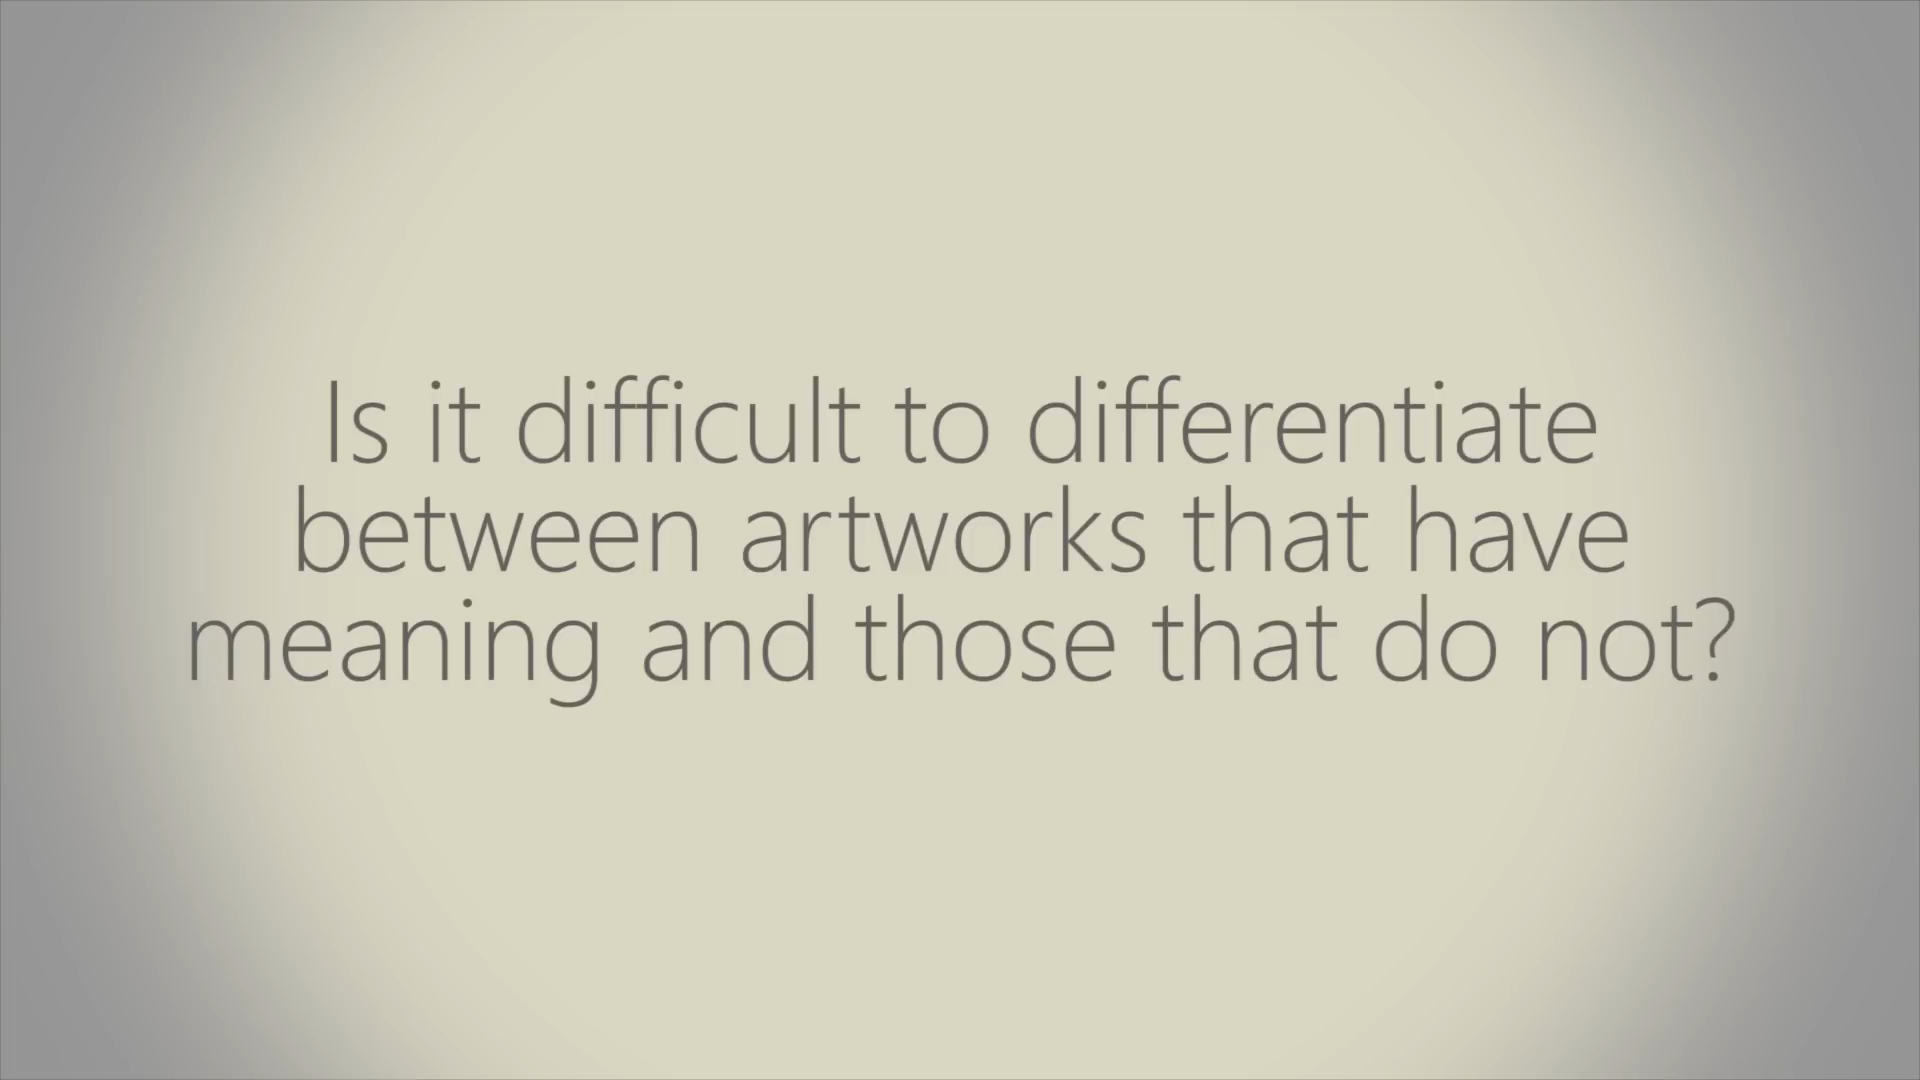 Is it difficult to differentiate
between artworks that have
meaning and those that do not?